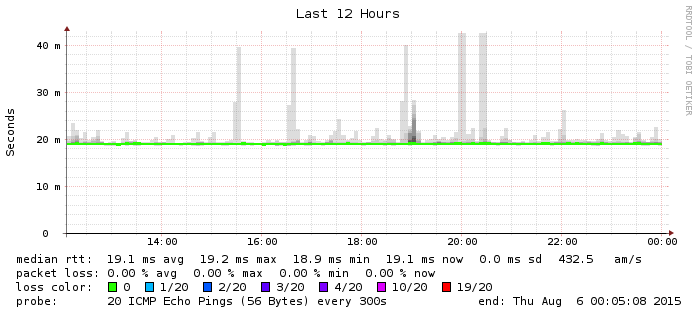 Last 12 Hours
RRDTOOL / TOBI OETIKER
Seconds
40 m
30 m
20 m
10 m
0
14:00 16:00 18:00 20:00 22:00 00:00
median rtt: 19.1 ms avg 19.2 ms max 18.9 ms min 19.1 ms now 0.0 ms sd 432.5 am/s
packet loss: 0.00 % avg 0.00 % max 0.00 % min 0.00 % now
loss color: 0 1/20 2/20 3/20 4/20 10/20 19/20
probe: 20 ICMP Echo Pings (56 Bytes) every 300s end: Thu Aug 6 00:05:08 2015